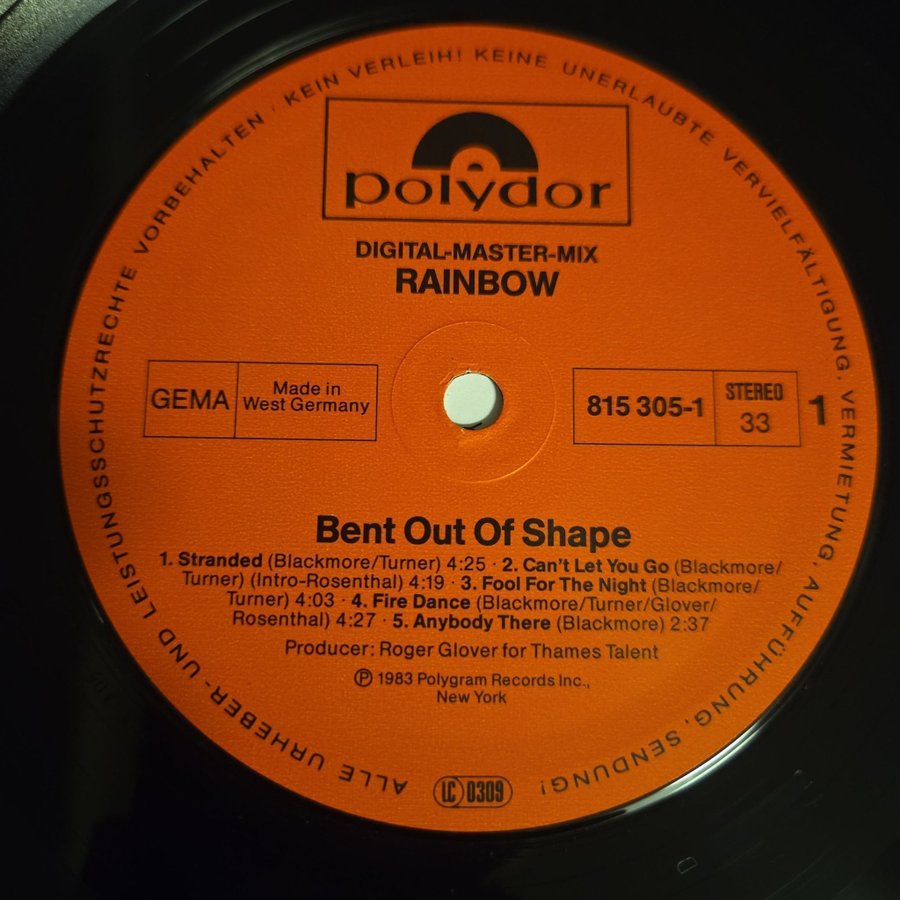 ALLE URHEBER- UND LEISTUNGSSCHUTZRECHTE VORBEHALTEN · KEIN VERLEIH! KEINE UNERLAUBTE VERVIELFÄLTIGUNG, VERMIETUNG, AUFFÜHRUNG, SENDUNG!
polydor
DIGITAL-MASTER-MIX
RAINBOW
GEMA
Made in
West Germany
815 305-1
STEREO
33
1
Bent Out Of Shape
1. Stranded (Blackmore/Turner) 4:25 · 2. Can't Let You Go (Blackmore/
Turner) (Intro-Rosenthal) 4:19 · 3. Fool For The Night (Blackmore/
Turner) 4:03 · 4. Fire Dance (Blackmore/Turner/Glover/
Rosenthal) 4:27 · 5. Anybody There (Blackmore) 2:37
Producer: Roger Glover for Thames Talent
Ⓟ 1983 Polygram Records Inc.,
New York
LC 0309